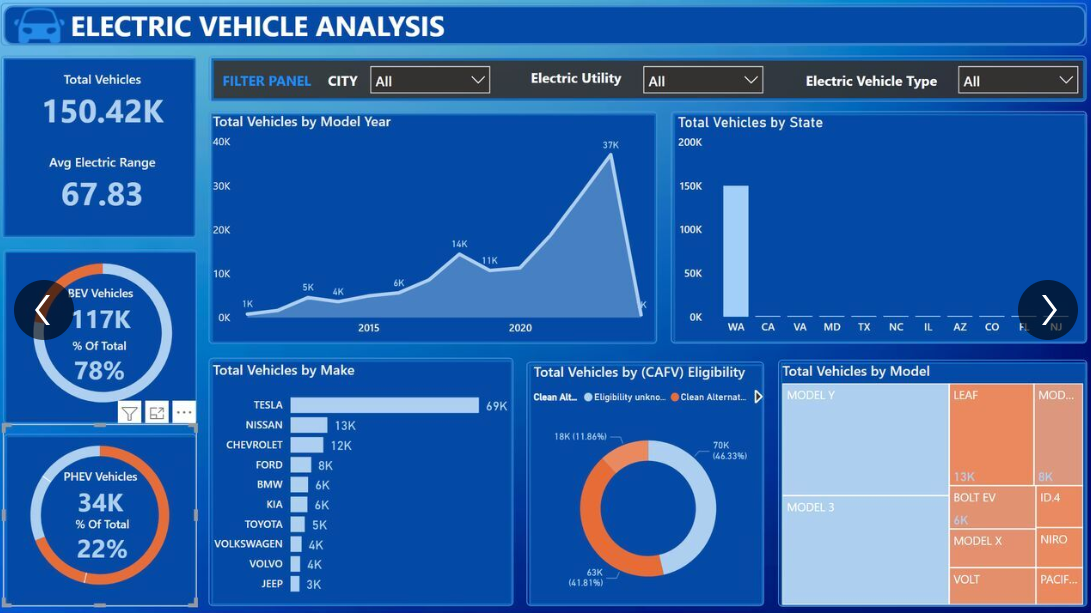 ELECTRIC VEHICLE ANALYSIS
Total Vehicles
150.42K
Avg Electric Range
67.83
FILTER PANEL CITY All Electric Utility All Electric Vehicle Type All
Total Vehicles by Model Year
40K
30K
20K
10K
0K
1K
5K
4K
6K
14K
11K
37K
2015
2020
Total Vehicles by State
200K
150K
100K
50K
0K
WA CA VA MD TX NC IL AZ CO FL NJ
BEV Vehicles
117K
% Of Total
78%
PHEV Vehicles
34K
% Of Total
22%
Total Vehicles by Make
TESLA 69K
NISSAN 13K
CHEVROLET 12K
FORD 8K
BMW 6K
KIA 6K
TOYOTA 5K
VOLKSWAGEN 4K
VOLVO 4K
JEEP 3K
Total Vehicles by (CAFV) Eligibility
Clean Alt... Eligibility unkno... Clean Alternat...
18K (11.86%)
70K
(46.33%)
63K
(41.81%)
Total Vehicles by Model
MODEL Y
MODEL 3
LEAF
13K
MOD...
8K
BOLT EV
6K
ID.4
MODEL X
NIRO
VOLT
PACIF...